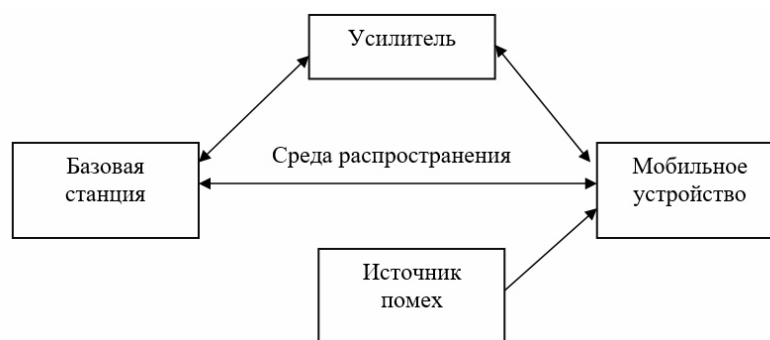 Усилитель
Базовая
станция
Среда распространения
Мобильное
устройство
Источник
помех